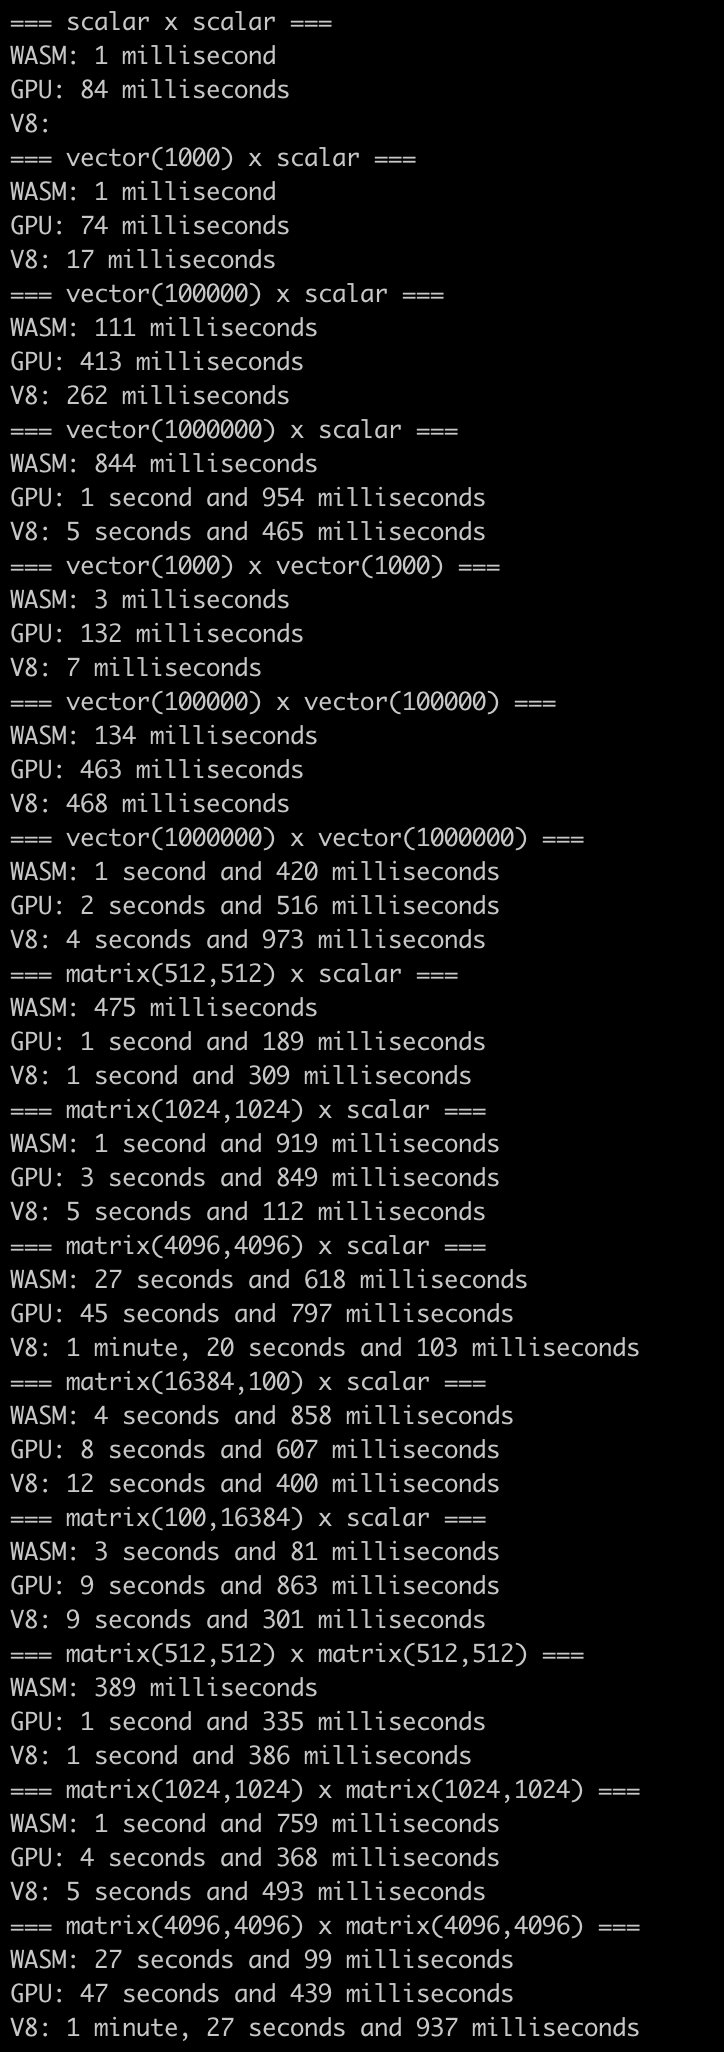 === scalar x scalar ===
WASM: 1 millisecond
GPU: 84 milliseconds
V8:
=== vector(1000) x scalar ===
WASM: 1 millisecond
GPU: 74 milliseconds
V8: 17 milliseconds
=== vector(100000) x scalar ===
WASM: 111 milliseconds
GPU: 413 milliseconds
V8: 262 milliseconds
=== vector(1000000) x scalar ===
WASM: 844 milliseconds
GPU: 1 second and 954 milliseconds
V8: 5 seconds and 465 milliseconds
=== vector(1000) x vector(1000) ===
WASM: 3 milliseconds
GPU: 132 milliseconds
V8: 7 milliseconds
=== vector(100000) x vector(100000) ===
WASM: 134 milliseconds
GPU: 463 milliseconds
V8: 468 milliseconds
=== vector(1000000) x vector(1000000) ===
WASM: 1 second and 420 milliseconds
GPU: 2 seconds and 516 milliseconds
V8: 4 seconds and 973 milliseconds
=== matrix(512,512) x scalar ===
WASM: 475 milliseconds
GPU: 1 second and 189 milliseconds
V8: 1 second and 309 milliseconds
=== matrix(1024,1024) x scalar ===
WASM: 1 second and 919 milliseconds
GPU: 3 seconds and 849 milliseconds
V8: 5 seconds and 112 milliseconds
=== matrix(4096,4096) x scalar ===
WASM: 27 seconds and 618 milliseconds
GPU: 45 seconds and 797 milliseconds
V8: 1 minute, 20 seconds and 103 milliseconds
=== matrix(16384,100) x scalar ===
WASM: 4 seconds and 858 milliseconds
GPU: 8 seconds and 607 milliseconds
V8: 12 seconds and 400 milliseconds
=== matrix(100,16384) x scalar ===
WASM: 3 seconds and 81 milliseconds
GPU: 9 seconds and 863 milliseconds
V8: 9 seconds and 301 milliseconds
=== matrix(512,512) x matrix(512,512) ===
WASM: 389 milliseconds
GPU: 1 second and 335 milliseconds
V8: 1 second and 386 milliseconds
=== matrix(1024,1024) x matrix(1024,1024) ===
WASM: 1 second and 759 milliseconds
GPU: 4 seconds and 368 milliseconds
V8: 5 seconds and 493 milliseconds
=== matrix(4096,4096) x matrix(4096,4096) ===
WASM: 27 seconds and 99 milliseconds
GPU: 47 seconds and 439 milliseconds
V8: 1 minute, 27 seconds and 937 milliseconds